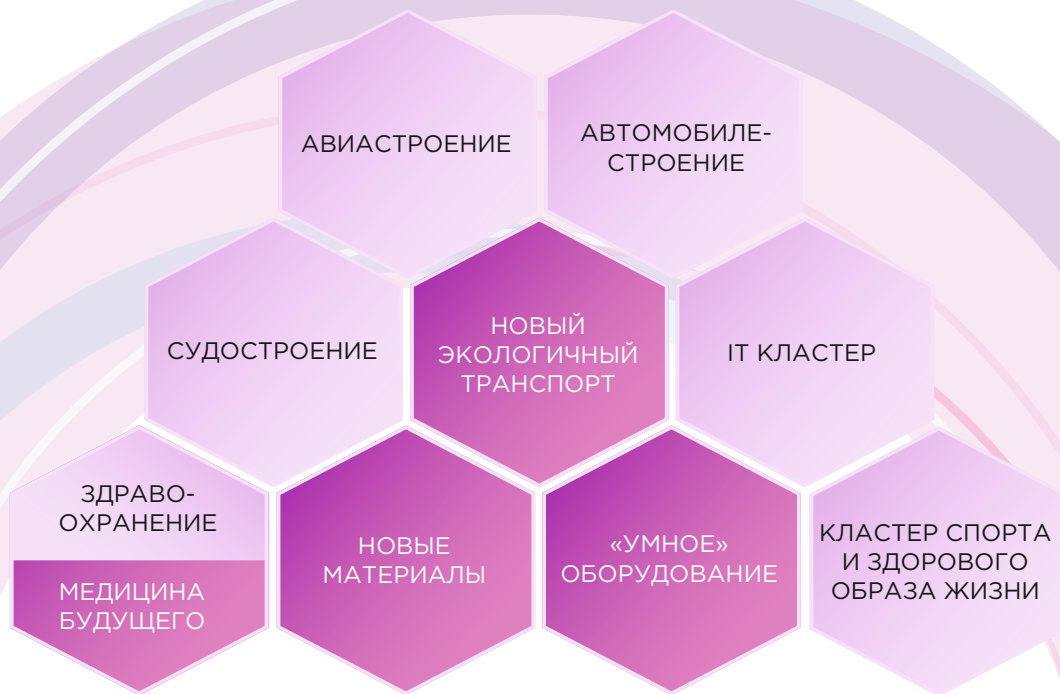 АВИАСТРОЕНИЕ
АВТОМОБИЛЕ-
СТРОЕНИЕ
СУДОСТРОЕНИЕ
НОВЫЙ
ЭКОЛОГИЧНЫЙ
ТРАНСПОРТ
IT КЛАСТЕР
ЗДРАВО-
ОХРАНЕНИЕ
МЕДИЦИНА
БУДУЩЕГО
НОВЫЕ
МАТЕРИАЛЫ
«УМНОЕ»
ОБОРУДОВАНИЕ
КЛАСТЕР СПОРТА
И ЗДОРОВОГО
ОБРАЗА ЖИЗНИ